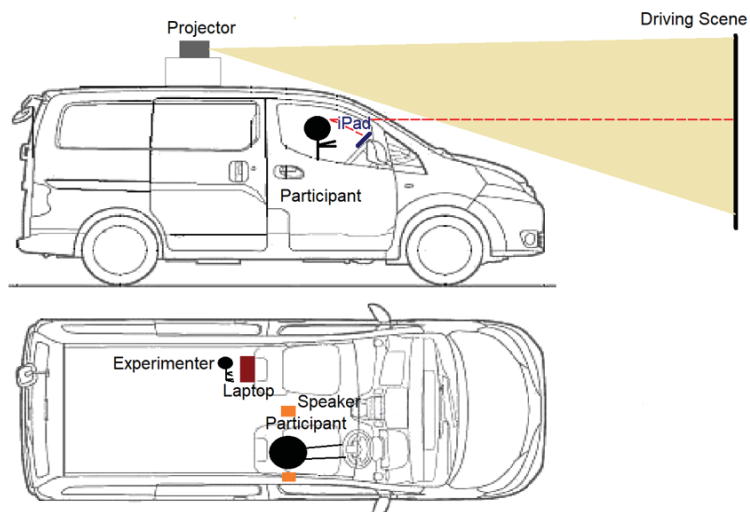 Driving Scene
Projector
iPad
Participant
Experimenter
Laptop
Speaker
Participant